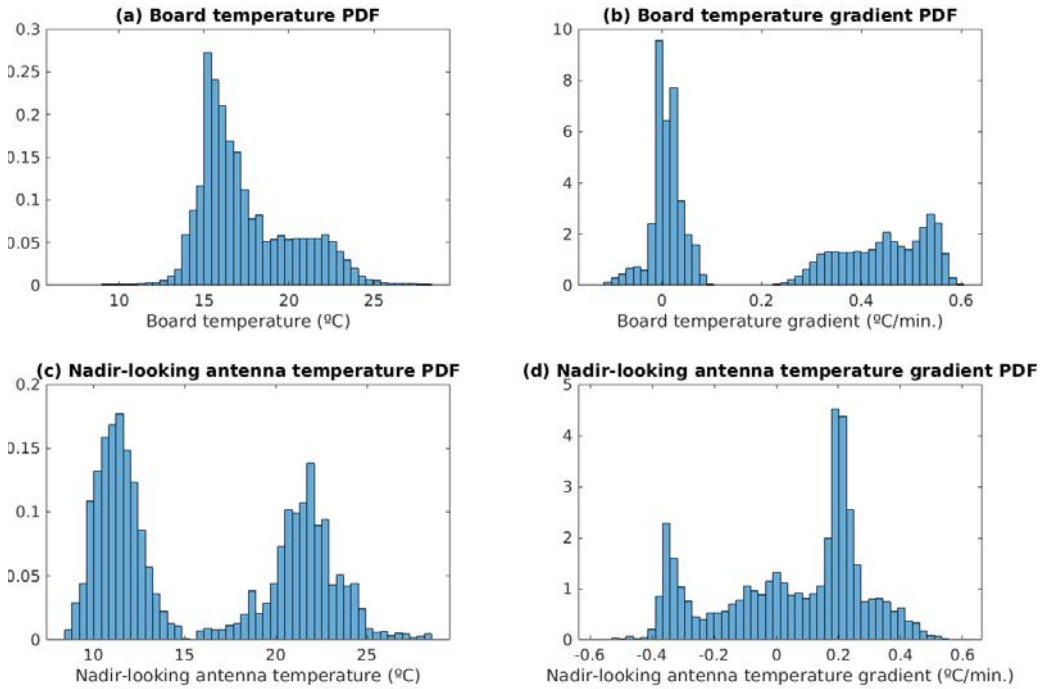 (a) Board temperature PDF
0.3
0.25
0.2
0.15
0.1
0.05
0
10 15 20 25
Board temperature (ºC)
(b) Board temperature gradient PDF
10
8
6
4
2
0
0 0.2 0.4 0.6
Board temperature gradient (ºC/min.)
(c) Nadir-looking antenna temperature PDF
0.2
0.15
0.1
0.05
0
10 15 20 25
Nadir-looking antenna temperature (ºC)
(d) Nadir-looking antenna temperature gradient PDF
5
4
3
2
1
0
-0.6 -0.4 -0.2 0 0.2 0.4 0.6
Nadir-looking antenna temperature gradient (ºC/min.)